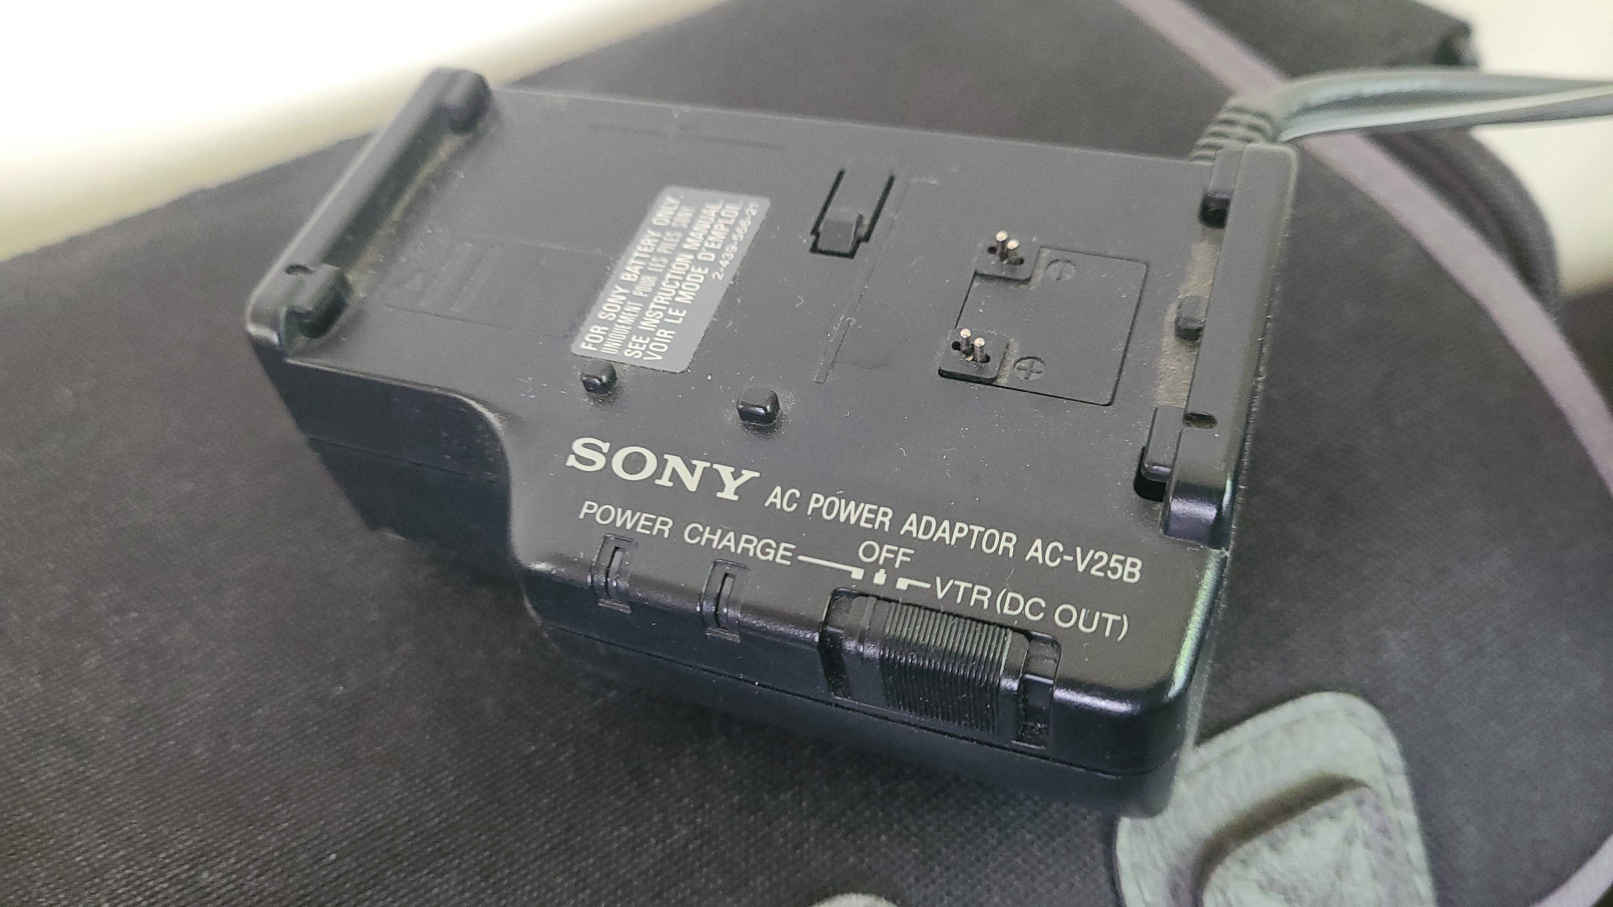 FOR SONY BATTERY ONLY
UNIQUEMENT POUR LES PILES SONY
SEE INSTRUCTION MANUAL
VOIR LE MODE D'EMPLOI.
SONY AC POWER ADAPTOR AC-V25B
POWER CHARGE OFF VTR (DC OUT)